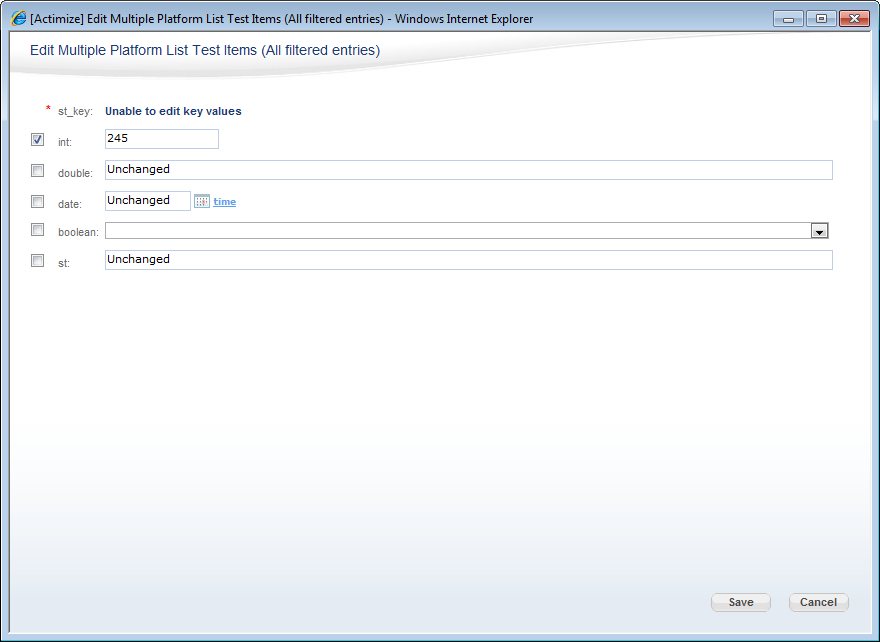 [Actimize] Edit Multiple Platform List Test Items (All filtered entries) - Windows Internet Explorer
Edit Multiple Platform List Test Items (All filtered entries)
* st_key: Unable to edit key values
int: 245
double: Unchanged
date: Unchanged time
boolean:
st: Unchanged
Save Cancel